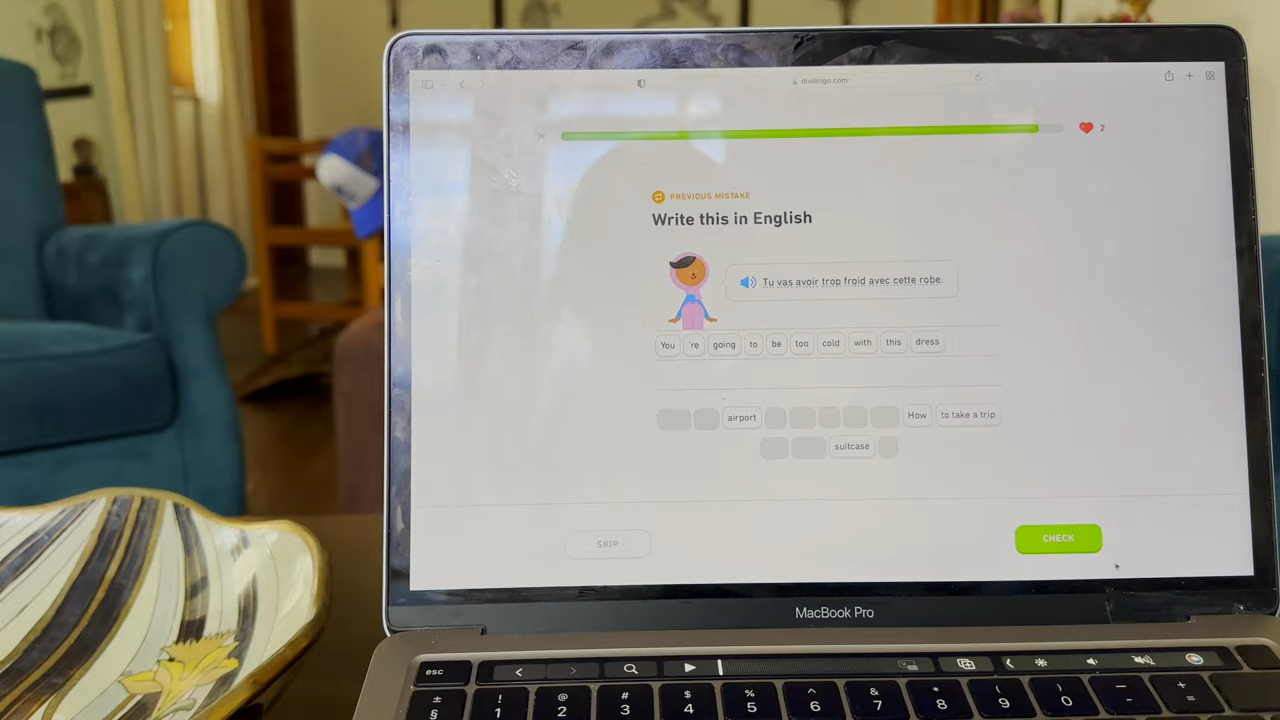 duolingo.com
2
PREVIOUS MISTAKE
Write this in English
Tu vas avoir trop froid avec cette robe.
You 're going to be too cold with this dress
airport How to take a trip
suitcase
SKIP CHECK
MacBook Pro
esc
± ! @ # $ % ^ & * ( ) _ +
§ 1 2 3 4 5 6 7 8 9 0 - =